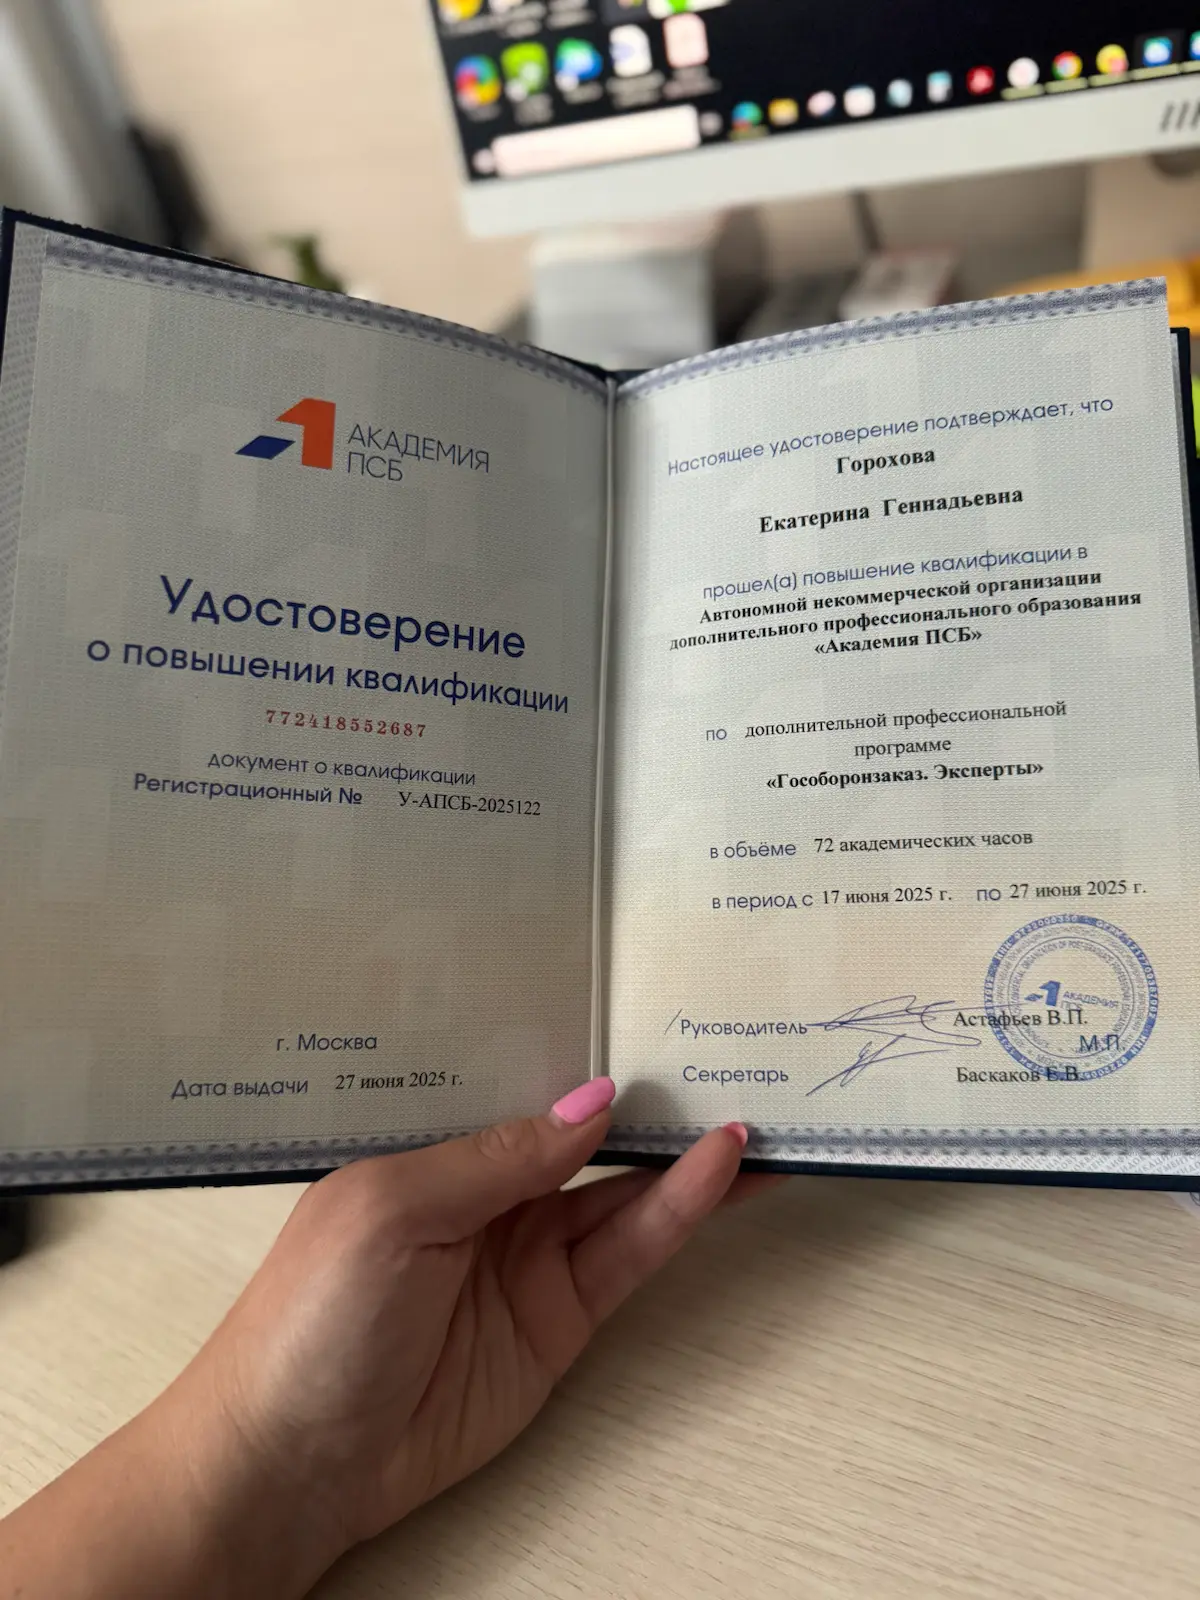 АКАДЕМИЯ
ПСБ
Удостоверение
о повышении квалификации
772418552687
документ о квалификации
Регистрационный № У-АПСБ-2025122
г. Москва
Дата выдачи 27 июня 2025 г.
Настоящее удостоверение подтверждает, что
Горохова
Екатерина Геннадьевна
прошел(а) повышение квалификации в
Автономной некоммерческой организации
дополнительного профессионального образования
«Академия ПСБ»
по дополнительной профессиональной
программе
«Гособоронзаказ. Эксперты»
в объёме 72 академических часов
в период с 17 июня 2025 г. по 27 июня 2025 г.
Руководитель Астафьев В.П.
М.П.
Секретарь Баскаков Е.В.
АКАДЕМИЯ
ПСБ